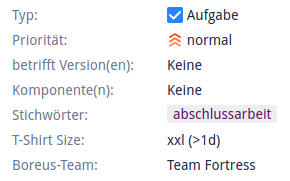 Typ: Aufgabe
Priorität: normal
betrifft Version(en): Keine
Komponente(n): Keine
Stichwörter: abschlussarbeit
T-Shirt Size: xxl (>1d)
Boreus-Team: Team Fortress